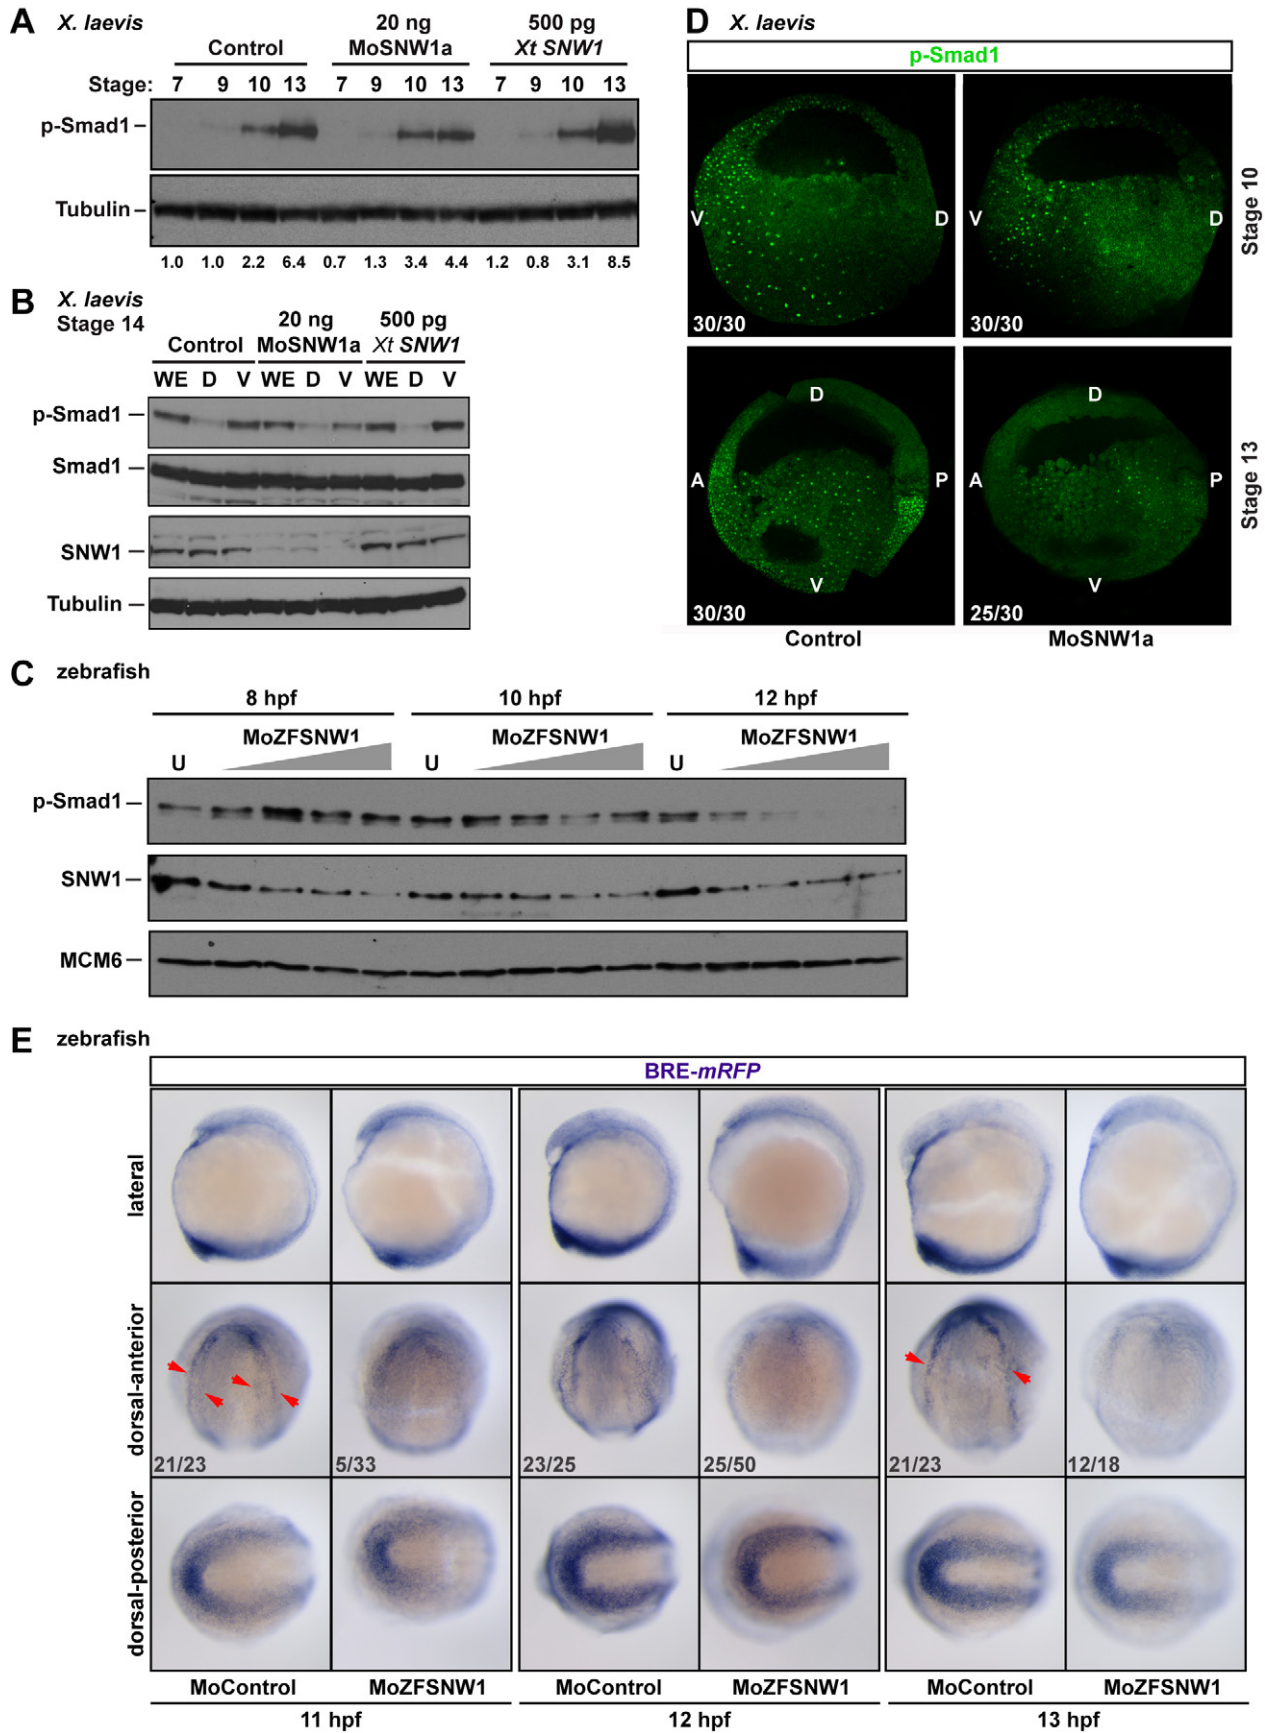 A X. laevis
20 ng 500 pg
Control MoSNW1a Xt SNW1
Stage: 7 9 10 13 7 9 10 13 7 9 10 13
p-Smad1
Tubulin
1.0 1.0 2.2 6.4 0.7 1.3 3.4 4.4 1.2 0.8 3.1 8.5
B X. laevis
Stage 14
20 ng 500 pg
Control MoSNW1a Xt SNW1
WE D V WE D V WE D V
p-Smad1
Smad1
SNW1
Tubulin
D X. laevis
p-Smad1
V D
30/30
V D
30/30
Stage 10
D
A P
V
30/30
D
A P
V
25/30
Stage 13
Control MoSNW1a
C zebrafish
8 hpf 10 hpf 12 hpf
MoZFSNW1 MoZFSNW1 MoZFSNW1
U U U
p-Smad1
SNW1
MCM6
E zebrafish
BRE-mRFP
lateral
dorsal-anterior
21/23 5/33 23/25 25/50 21/23 12/18
dorsal-posterior
MoControl MoZFSNW1 MoControl MoZFSNW1 MoControl MoZFSNW1
11 hpf 12 hpf 13 hpf